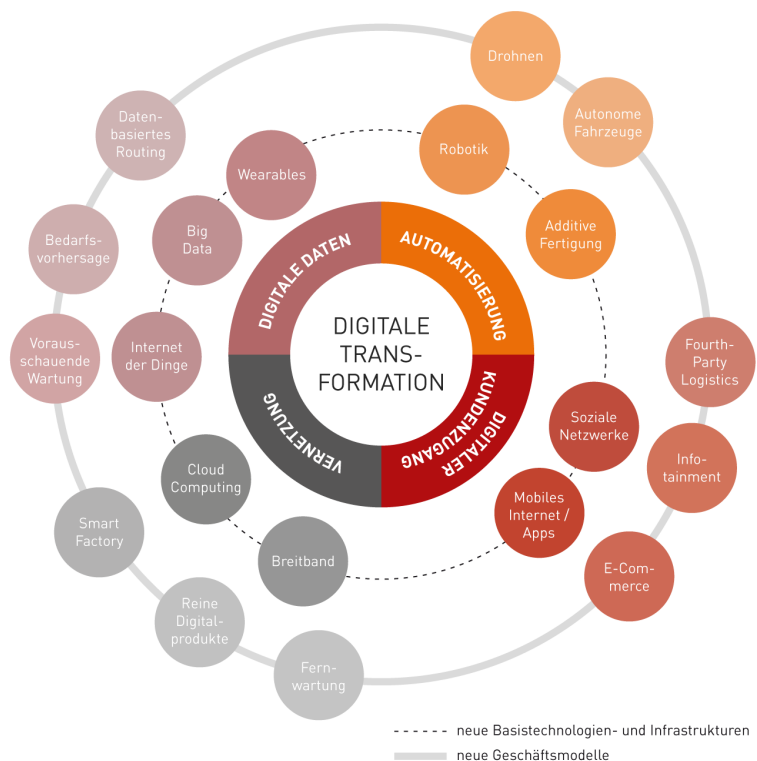 Drohnen
Autonome
Fahrzeuge
Daten-
basiertes
Routing
Robotik
Wearables
Big
Data
Additive
Fertigung
Bedarfs-
vorhersage
DIGITALE DATEN
AUTOMATISIERUNG
DIGITALE
TRANS-
FORMATION
Voraus-
schauende
Wartung
Internet
der Dinge
Fourth-
Party
Logistics
VERNETZUNG
DIGITALER
KUNDENZUGANG
Soziale
Netzwerke
Info-
tainment
Cloud
Computing
Mobiles
Internet /
Apps
Smart
Factory
Breitband
E-Com-
merce
Reine
Digital-
produkte
Fern-
wartung
neue Basistechnologien- und Infrastrukturen
neue Geschäftsmodelle